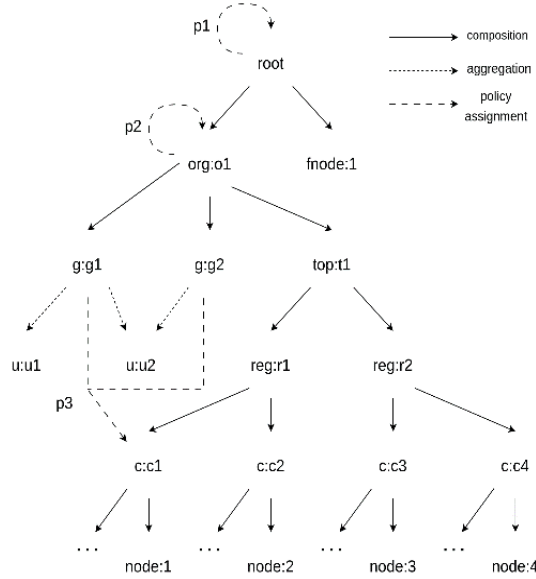 p1
root
composition
aggregation
policy
assignment
p2
org:o1
fnode:1
g:g1
g:g2
top:t1
u:u1
u:u2
reg:r1
reg:r2
p3
c:c1
c:c2
c:c3
c:c4
... node:1 ... node:2 ... node:3 ... node:4